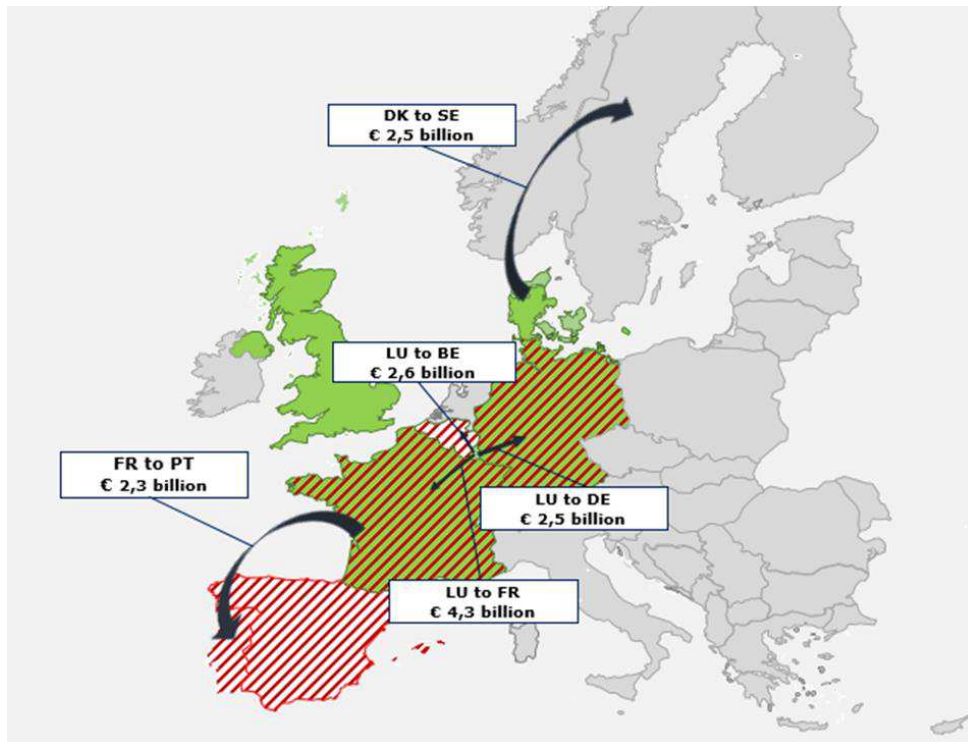 DK to SE
€ 2,5 billion
LU to BE
€ 2,6 billion
FR to PT
€ 2,3 billion
LU to DE
€ 2,5 billion
LU to FR
€ 4,3 billion